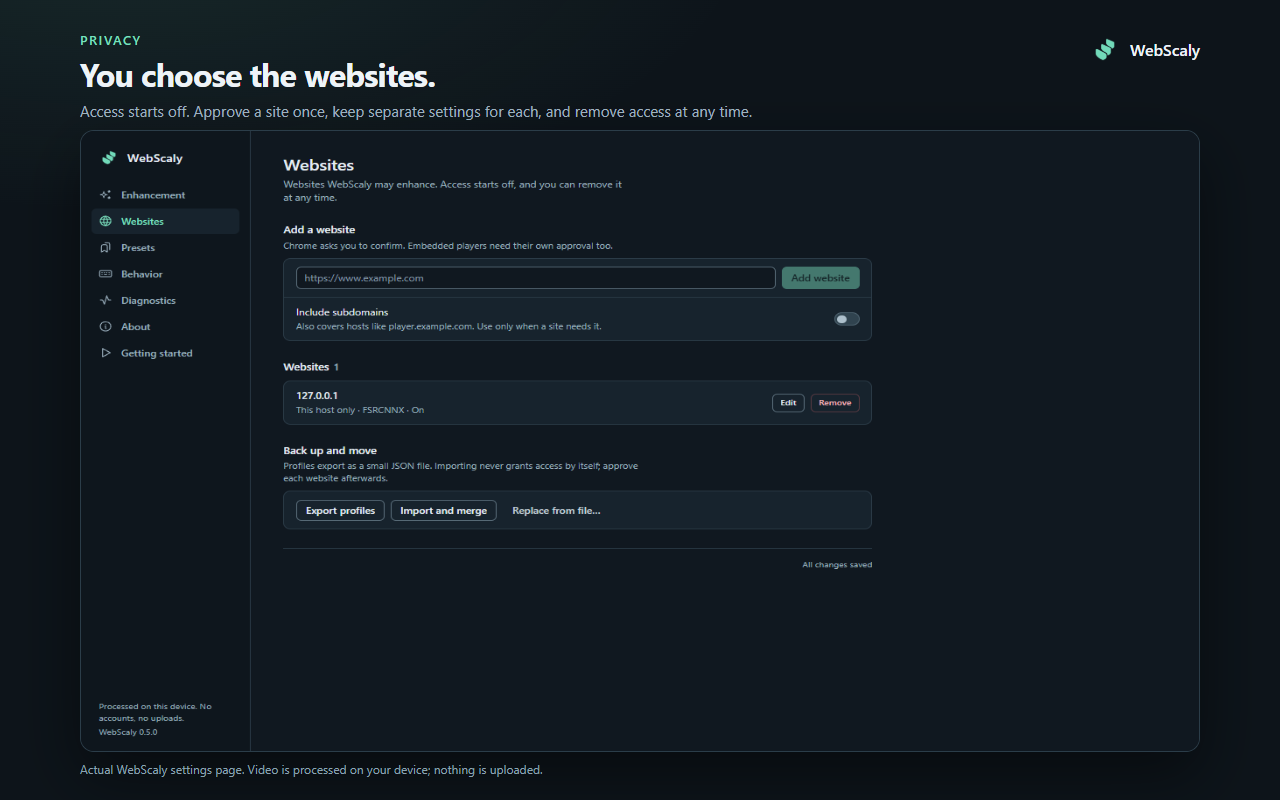 PRIVACY
You choose the websites.
Access starts off. Approve a site once, keep separate settings for each, and remove access at any time.
WebScaly
WebScaly
Enhancement
Websites
Presets
Behavior
Diagnostics
About
Getting started
Processed on this device. No
accounts, no uploads.
WebScaly 0.5.0
Websites
Websites WebScaly may enhance. Access starts off, and you can remove it
at any time.
Add a website
Chrome asks you to confirm. Embedded players need their own approval too.
https://www.example.com
Add website
Include subdomains
Also covers hosts like player.example.com. Use only when a site needs it.
Websites 1
127.0.0.1
This host only · FSRCNNX · On
Edit
Remove
Back up and move
Profiles export as a small JSON file. Importing never grants access by itself; approve
each website afterwards.
Export profiles
Import and merge
Replace from file...
All changes saved
Actual WebScaly settings page. Video is processed on your device; nothing is uploaded.